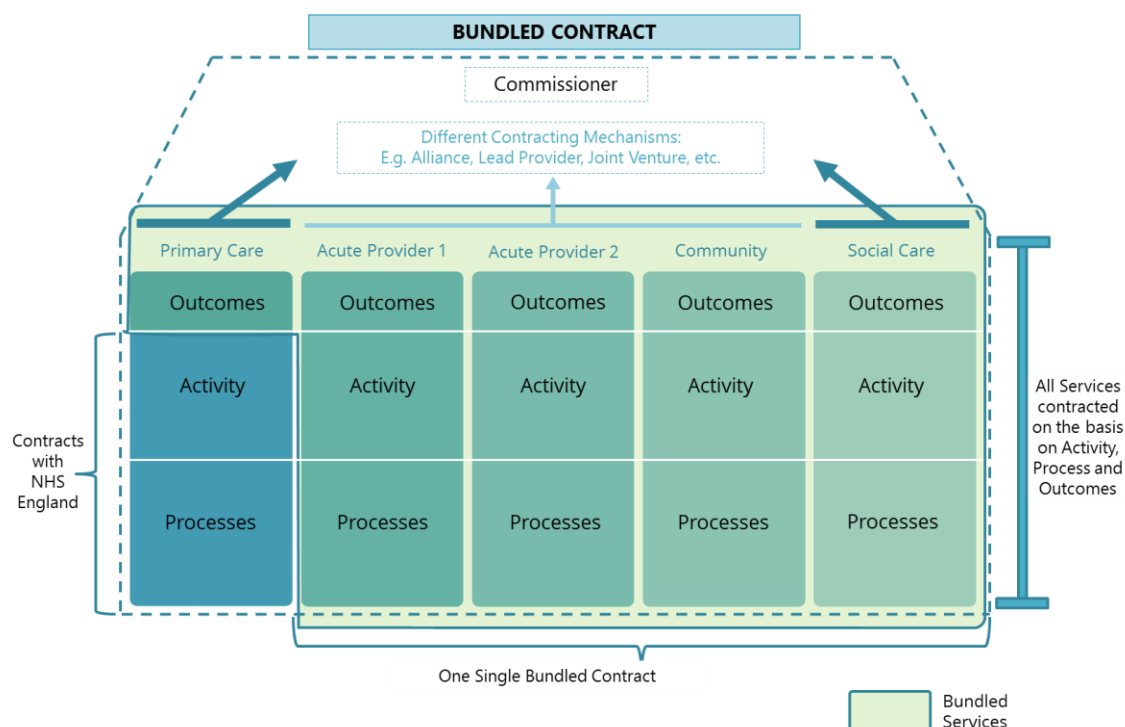 BUNDLED CONTRACT
Commissioner
Different Contracting Mechanisms:
E.g. Alliance, Lead Provider, Joint Venture, etc.
Primary Care
Acute Provider 1
Acute Provider 2
Community
Social Care
Outcomes
Outcomes
Outcomes
Outcomes
Outcomes
Activity
Activity
Activity
Activity
Activity
Processes
Processes
Processes
Processes
Processes
Contracts
with
NHS
England
All Services
contracted
on the basis
on Activity,
Process and
Outcomes
One Single Bundled Contract
Bundled
Services